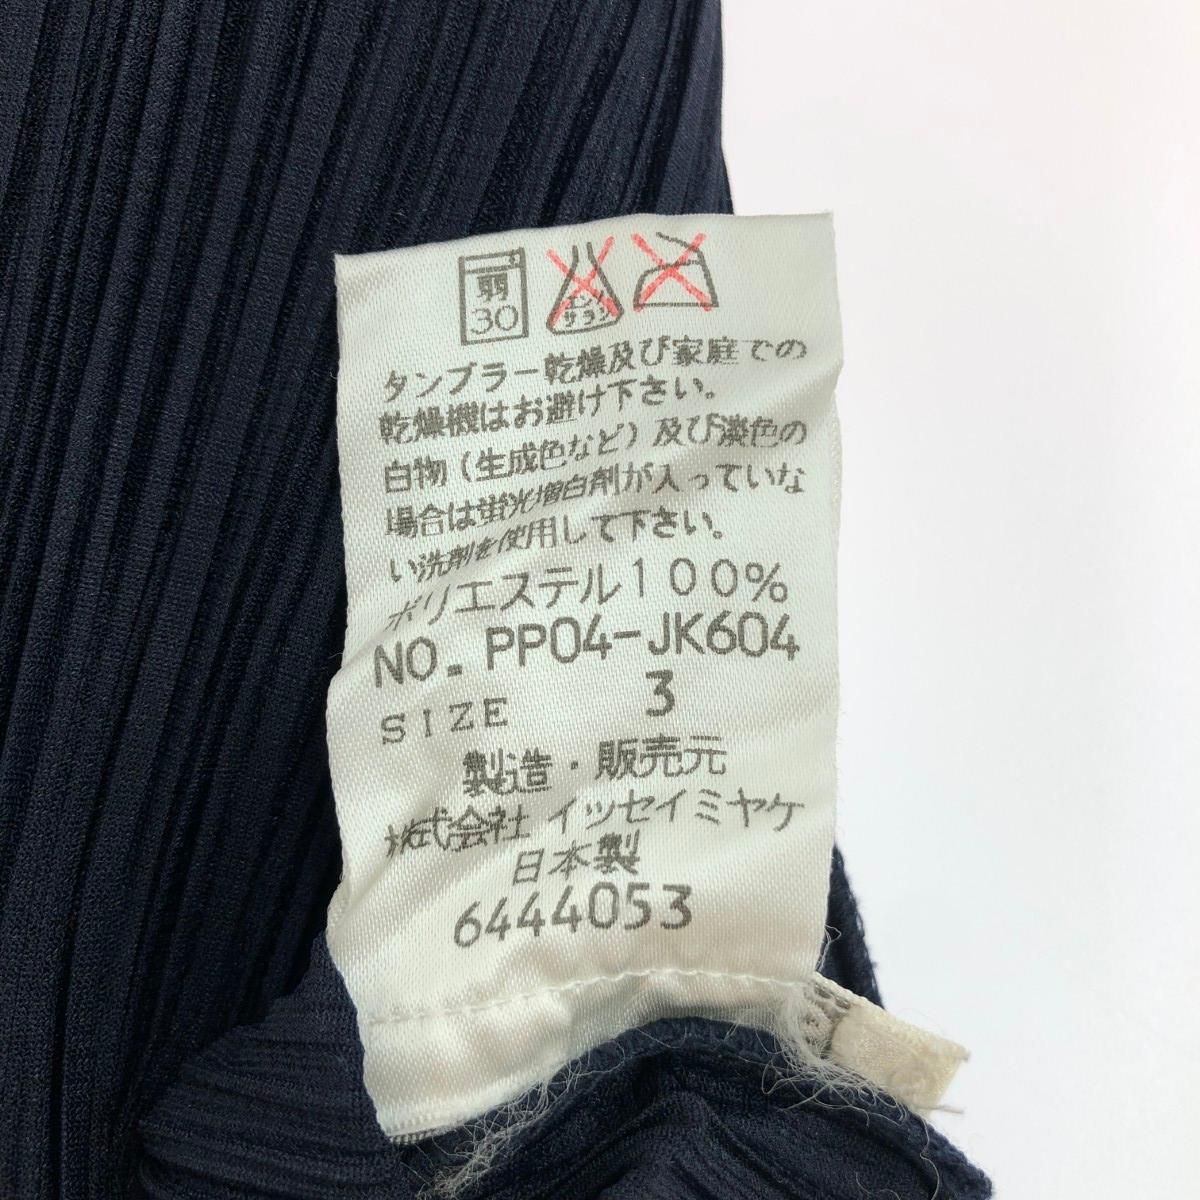 弱
30
エンソ
サラシ
タンブラー乾燥及び家庭での
乾燥機はお避け下さい。
白物（生成色など）及び淡色の
場合は蛍光増白剤が入っていな
い洗剤を使用して下さい。
ポリエステル100%
NO. PP04-JK604
SIZE 3
製造・販売元
株式会社 イッセイミヤケ
日本製
6444053